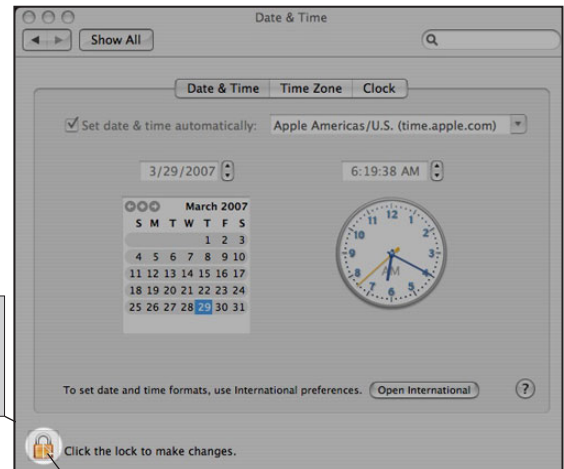 Date & Time
Show All
Date & Time Time Zone Clock
Set date & time automatically: Apple Americas/U.S. (time.apple.com)
3/29/2007 6:19:38 AM
March 2007
S M T W T F S
1 2 3
4 5 6 7 8 9 10
11 12 13 14 15 16 17
18 19 20 21 22 23 24
25 26 27 28 29 30 31
12
11 1
10 2
9 3
AM
8 4
7 5
6
To set date and time formats, use International preferences. Open International ?
Click the lock to make changes.